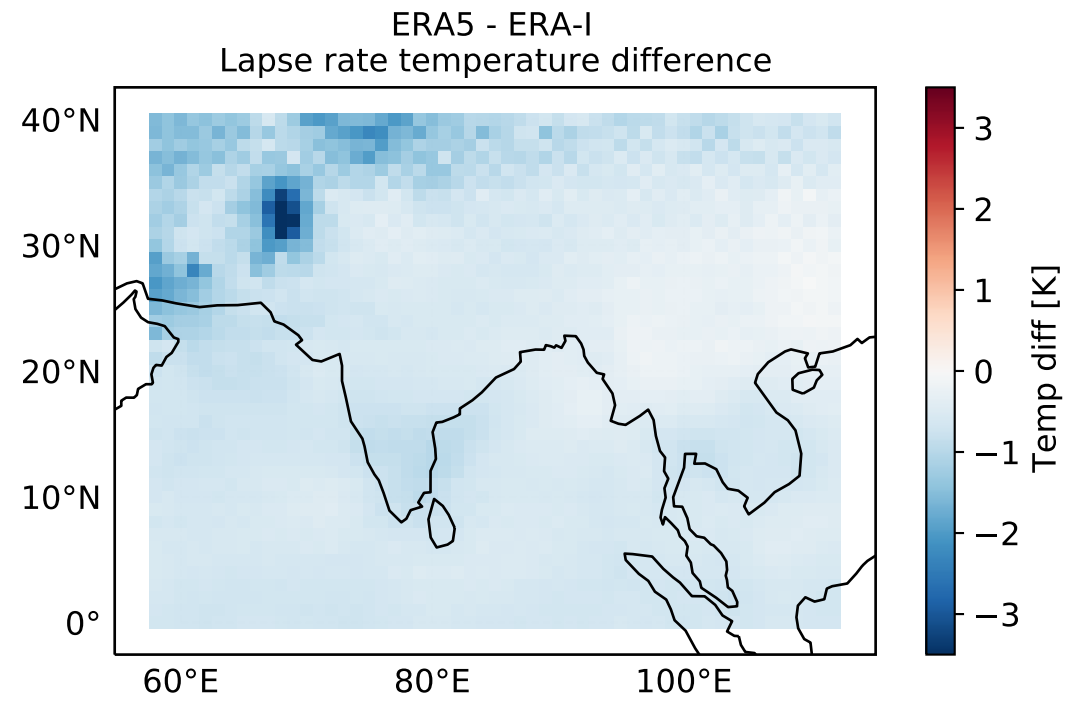 ERA5 - ERA-I
Lapse rate temperature difference
40°N
30°N
20°N
10°N
0°
60°E
80°E
100°E
3
2
1
0
−1
−2
−3
Temp diff [K]